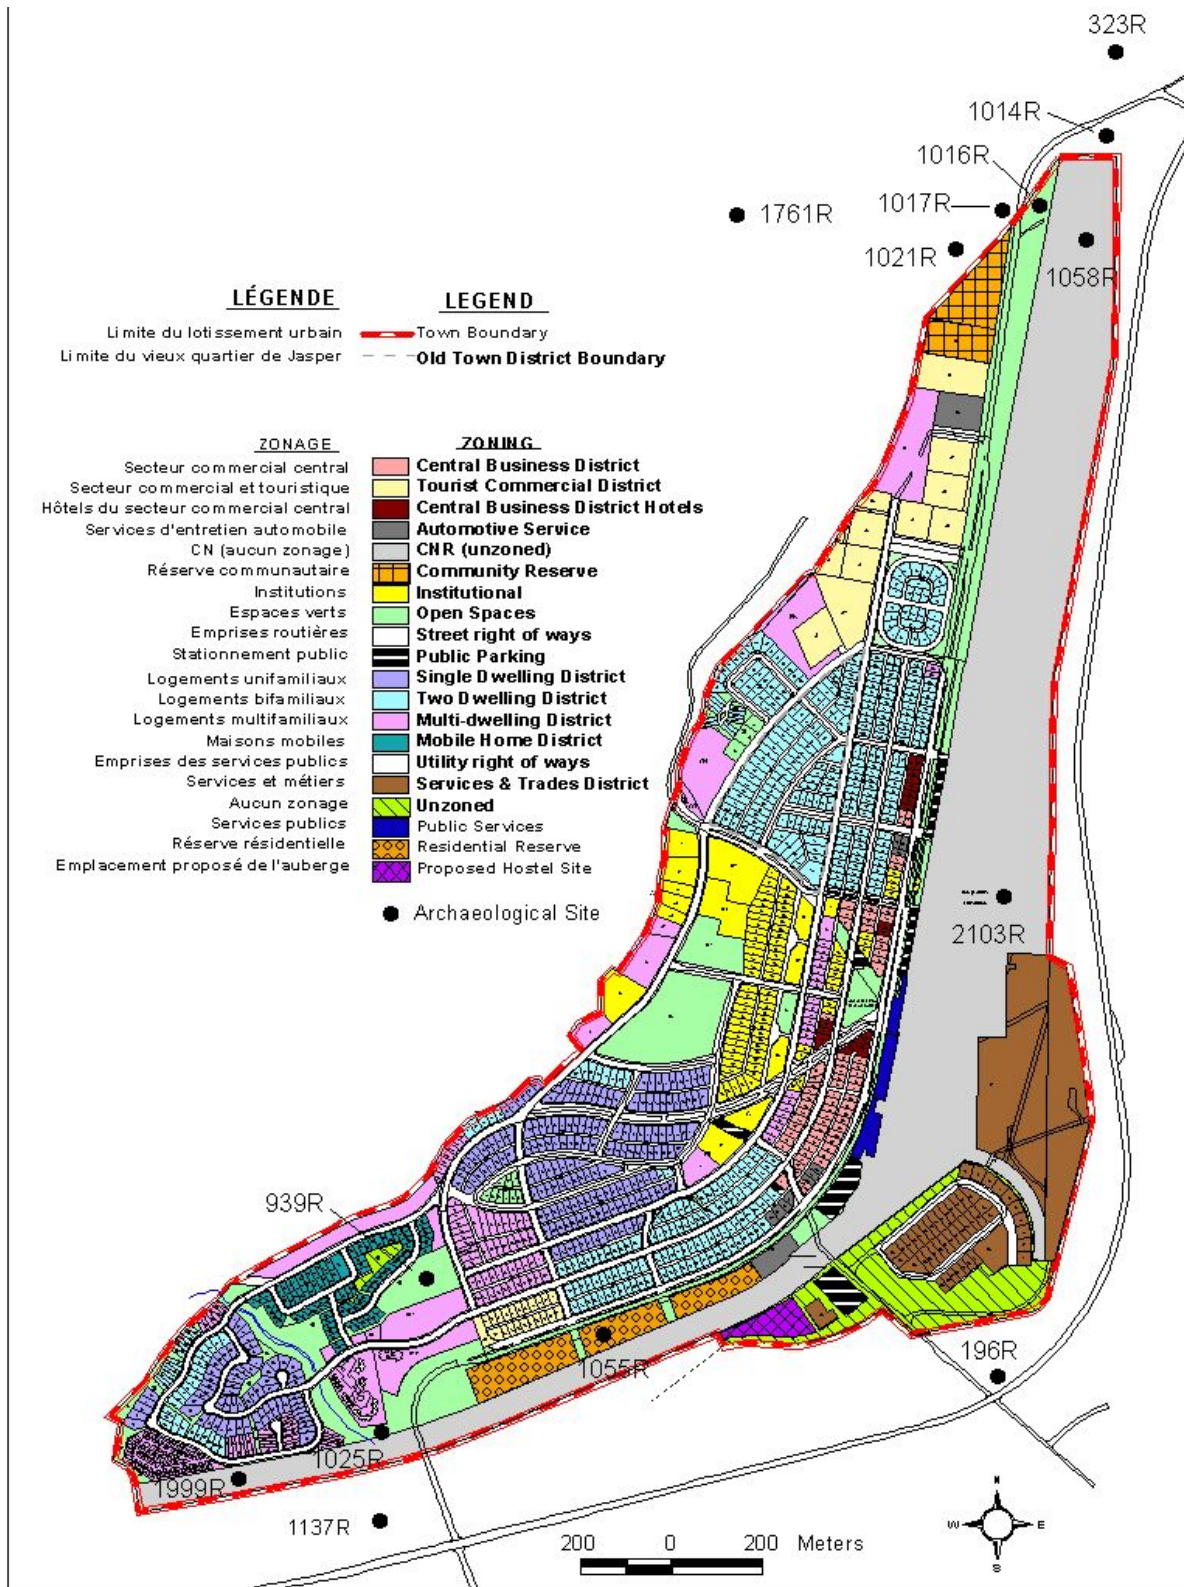 323R
1014R
1016R
1761R
1017R
1021R
1058R
LÉGENDE LEGEND
Limite du lotissement urbain Town Boundary
Limite du vieux quartier de Jasper Old Town District Boundary
ZONAGE ZONING
Secteur commercial central Central Business District
Secteur commercial et touristique Tourist Commercial District
Hôtels du secteur commercial central Central Business District Hotels
Services d'entretien automobile Automotive Service
CN (aucun zonage) CNR (unzoned)
Réserve communautaire Community Reserve
Institutions Institutional
Espaces verts Open Spaces
Emprises routières Street right of ways
Stationnement public Public Parking
Logements unifamiliaux Single Dwelling District
Logements bifamiliaux Two Dwelling District
Logements multifamiliaux Multi-dwelling District
Maisons mobiles Mobile Home District
Emprises des services publics Utility right of ways
Services et métiers Services & Trades District
Aucun zonage Unzoned
Services publics Public Services
Réserve résidentielle Residential Reserve
Emplacement proposé de l'auberge Proposed Hostel Site
Archaeological Site
2103R
939R
1055R
196R
1025R
1999R
1137R
N
W E
S
200 0 200 Meters